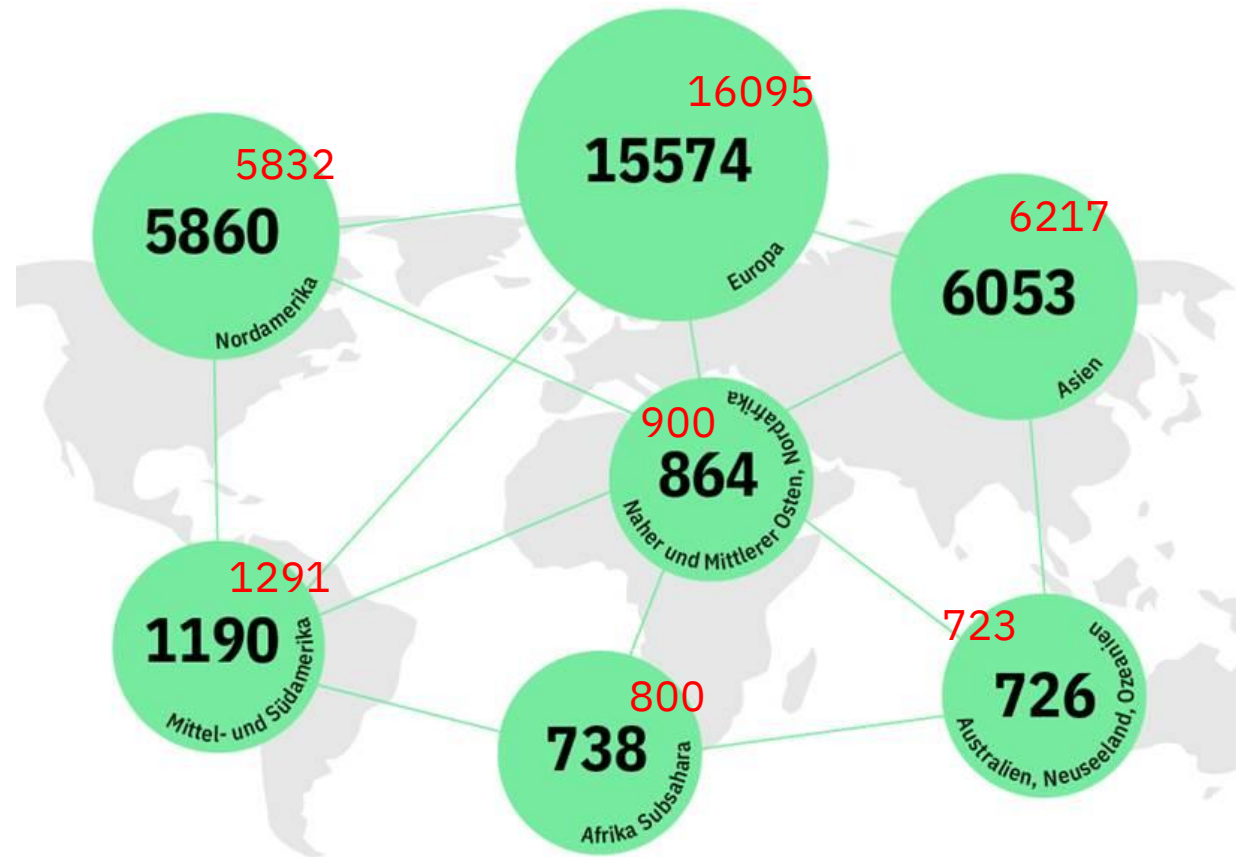 16095
15574
Europa
5832
5860
Nordamerika
6217
6053
Asien
900
864
Naher und Mittlerer Osten, Nordafrika
1291
1190
Mittel- und Südamerika
800
738
Afrika Subsahara
723
726
Australien, Neuseeland, Ozeanien